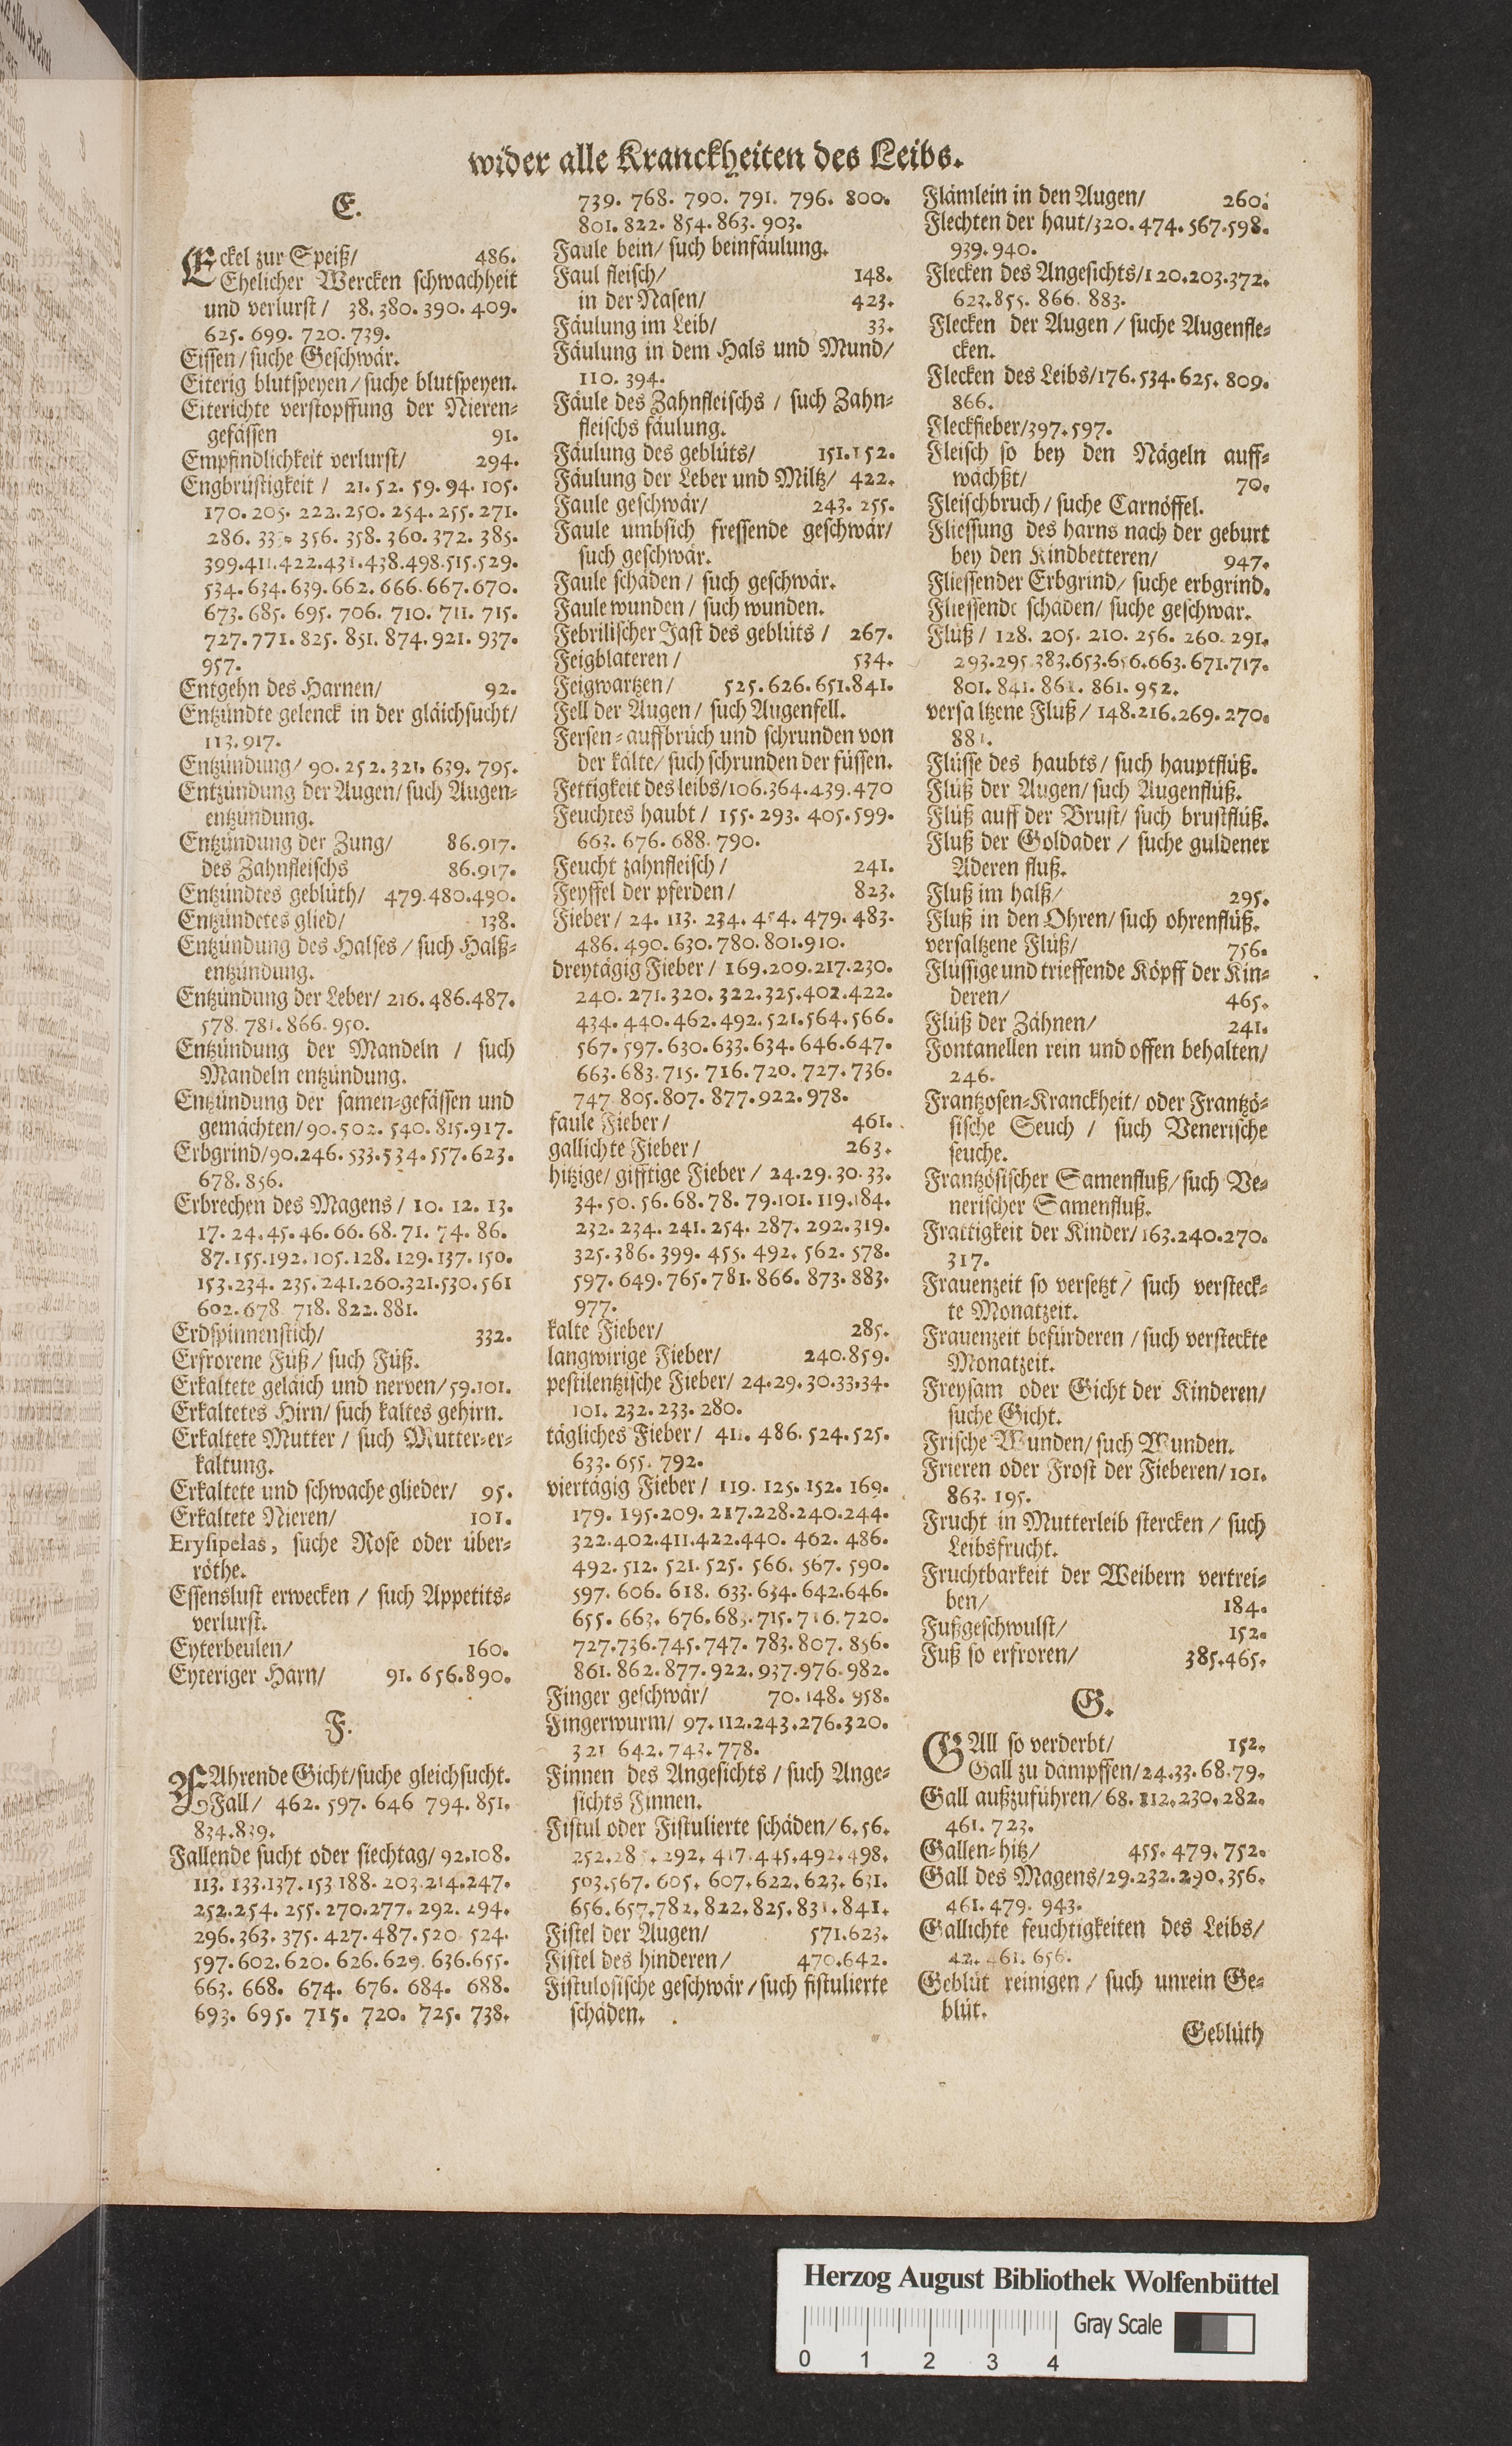 wider alle Kranckheiten des Leibs.
E.
Eckel zur Speiß/ 486.
Ehelicher Wercken schwachheit
und verlurst / 38. 380. 390. 409.
625. 699. 720. 739.
Eissen / suche Geschwär.
Eiterig blutspeyen / suche blutspeyen.
Eiterichte verstopffung der Nieren-
gefässen 91.
Empfindlichkeit verlurst/ 294.
Engbrüstigkeit / 21. 52. 59. 94. 105.
170. 205. 222. 250. 254. 255. 271.
286. 356. 358. 360. 372. 385.
399. 411. 422. 431. 438. 498. 515. 529.
534. 634. 639. 662. 666. 667. 670.
673. 685. 695. 706. 710. 711. 715.
727. 771. 825. 851. 874. 921. 937.
957.
Entgehn des Harnen/ 92.
Entzündte gelenck in der gläichsucht/
113. 917.
Entzündung/ 90. 252. 321. 639. 795.
Entzündung der Augen/ such Augen-
entzündung.
Entzündung der Zung/ 86. 917.
des Zahnfleischs 86. 917.
Entzündtes geblüth/ 479. 480. 490.
Entzündetes glied/ 138.
Entzündung des Halses / such Halß-
entzündung.
Entzündung der Leber/ 216. 486. 487.
578. 781. 866. 950.
Entzündung der Mandeln / such
Mandeln entzündung.
Entzündung der samen-gefässen und
gemächten/ 90. 502. 540. 815. 917.
Erbgrind/ 90. 246. 533. 534. 557. 623.
678. 856.
Erbrechen des Magens / 10. 12. 13.
17. 24. 45. 46. 66. 68. 71. 74. 86.
87. 155. 192. 105. 128. 129. 137. 150.
153. 234. 235. 241. 260. 321. 530. 561
602. 678. 718. 822. 881.
Erdspinnenstich/ 332.
Erfrorene Füß / such Füß.
Erkaltete geläich und nerven/ 59. 101.
Erkaltetes Hirn/ such kaltes gehirn.
Erkaltete Mutter / such Mutter-er-
kaltung.
Erkaltete und schwache glieder/ 95.
Erkaltete Nieren/ 101.
Erysipelas, suche Rose oder über-
röthe.
Essenslust erwecken / such Appetits-
verlurst.
Eyterbeulen/ 160.
Eyteriger Harn/ 91. 656. 890.
F.
FAhrende Gicht/ suche gleichsucht.
Fall / 462. 597. 646 794. 851.
834. 839.
Fallende sucht oder siechtag/ 92. 108.
113. 133. 137. 153 188. 203. 214. 247.
252. 254. 255. 270. 277. 292. 294.
296. 363. 375. 427. 487. 520 524.
597. 602. 620. 626. 629. 636. 655.
663. 668. 674. 676. 684. 688.
693. 695. 715. 720. 725. 738.
739. 768. 790. 791. 796. 800.
801. 822. 854. 863. 903.
Faule bein/ such beinfäulung.
Faul fleisch/ 148.
in der Nasen/ 423.
Fäulung im Leib/ 33.
Fäulung in dem Hals und Mund/
110. 394.
Fäule des Zahnfleischs / such Zahn-
fleischs fäulung.
Fäulung des geblüts/ 151. 152.
Fäulung der Leber und Miltz/ 422.
Faule geschwär/ 243. 255.
Faule umbsich fressende geschwär/
such geschwär.
Faule schäden / such geschwär.
Faule wunden / such wunden.
Febrilischer Jast des geblüts / 267.
Feigblateren / 534.
Feigwartzen/ 525. 626. 651. 841.
Fell der Augen/ such Augenfell.
Fersen-auffbrüch und schrunden von
der kälte/ such schrunden der füssen.
Fettigkeit des leibs/ 106. 364. 439. 470
Feuchtes haubt / 155. 293. 405. 599.
663. 676. 688. 790.
Feucht zahnfleisch / 241.
Feyffel der pferden / 823.
Fieber / 24. 113. 234. 454. 479. 483.
486. 490. 630. 780. 801. 910.
dreytägig Fieber / 169. 209. 217. 230.
240. 271. 320. 322. 325. 402. 422.
434. 440. 462. 492. 521. 564. 566.
567. 597. 630. 633. 634. 646. 647.
663. 683. 715. 716. 720. 727. 736.
747 805. 807. 877. 922. 978.
faule Fieber / 461.
gallichte Fieber / 263.
hitzige/ gifftige Fieber / 24. 29. 30. 33.
34. 50. 56. 68. 78. 79. 101. 119. 184.
232. 234. 241. 254. 287. 292. 319.
325. 386. 399. 455. 492. 562. 578.
597. 649. 765. 781. 866. 873. 883.
977.
kalte Fieber/ 285.
langwirige Fieber/ 240. 859.
pestilentzische Fieber/ 24. 29. 30. 33. 34.
101. 232. 233. 280.
tägliches Fieber / 411. 486. 524. 525.
633. 655. 792.
viertägig Fieber / 119. 125. 152. 169.
179. 195. 209. 217. 228. 240. 244.
322. 402. 411. 422. 440. 462. 486.
492. 512. 521. 525. 566. 567. 590.
597. 606. 618. 633. 634. 642. 646.
655. 663. 676. 683. 715. 716. 720.
727. 736. 745. 747. 783. 807. 856.
861. 862. 877. 922. 937. 976. 982.
Finger geschwär/ 70. 148. 958.
Fingerwurm/ 97. 112. 243. 276. 320.
321 642. 743. 778.
Finnen des Angesichts / such Ange-
sichts Finnen.
Fistul oder Fistulierte schäden/ 6. 56.
252. 292. 417. 445. 492. 498.
503. 567. 605. 607. 622. 623. 631.
656. 657. 782. 822. 825. 831. 841.
Fistel der Augen/ 571. 623.
Fistel des hinderen / 470. 642.
Fistulosische geschwär / such fistulierte
schäden.
Flämlein in den Augen/ 260.
Flechten der haut/ 320. 474. 567. 598.
939. 940.
Flecken des Angesichts/ 120. 203. 372.
623. 855. 866. 883.
Flecken der Augen / suche Augenfle-
cken.
Flecken des Leibs/ 176. 534. 625. 809.
866.
Fleckfieber/ 397. 597.
Fleisch so bey den Nägeln auff-
wächßt/ 70.
Fleischbruch / suche Carnöffel.
Fliessung des harns nach der geburt
bey den Kindbetteren/ 947.
Fliessender Erbgrind/ suche erbgrind.
Fliessende schäden/ suche geschwär.
Flüß / 128. 205. 210. 256. 260. 291.
293. 295 383. 653. 656. 663. 671. 717.
801. 841. 861. 861. 952.
versaltzene Flüß / 148. 216. 269. 270.
881.
Flüsse des haubts / such hauptflüß.
Flüß der Augen/ such Augenflüß.
Flüß auff der Brust/ such brustflüß.
Fluß der Goldader / suche guldener
Aderen fluß.
Fluß im halß/ 295.
Fluß in den Ohren/ such ohrenflüß.
versaltzene Flüß/ 756.
Flüssige und trieffende Köpff der Kin-
deren/ 465.
Flüß der Zähnen/ 241.
Fontanellen rein und offen behalten/
246.
Frantzosen-Kranckheit/ oder Frantzö-
sische Seuch / such Venerische
seuche.
Frantzösischer Samenfluß/ such Ve-
nerischer Samenfluß.
Frattigkeit der Kinder/ 163. 240. 270.
317.
Frauenzeit so versetzt / such versteck-
te Monatzeit.
Frauenzeit befürderen / such versteckte
Monatzeit.
Freysam oder Gicht der Kinderen/
suche Gicht.
Frische Wunden/ such Wunden.
Frieren oder Frost der Fieberen/ 101.
863. 195.
Frucht in Mutterleib stercken / such
Leibsfrucht.
Fruchtbarkeit der Weibern vertrei-
ben/ 184.
Fußgeschwulst/ 152.
Fuß so erfroren/ 385. 465.
G.
GAll so verderbt/ 152.
Gall zu dämpffen/ 24. 33. 68. 79.
Gall außzuführen/ 68. 112. 230. 282.
461. 723.
Gallen-hitz/ 455. 479. 752.
Gall des Magens/ 29. 232. 290. 356.
461. 479. 943.
Gallichte feuchtigkeiten des Leibs/
42. 461. 656.
Geblüt reinigen / such unrein Ge-
blüt.
Geblüth
Herzog August Bibliothek Wolfenbüttel
Gray Scale
0 1 2 3 4